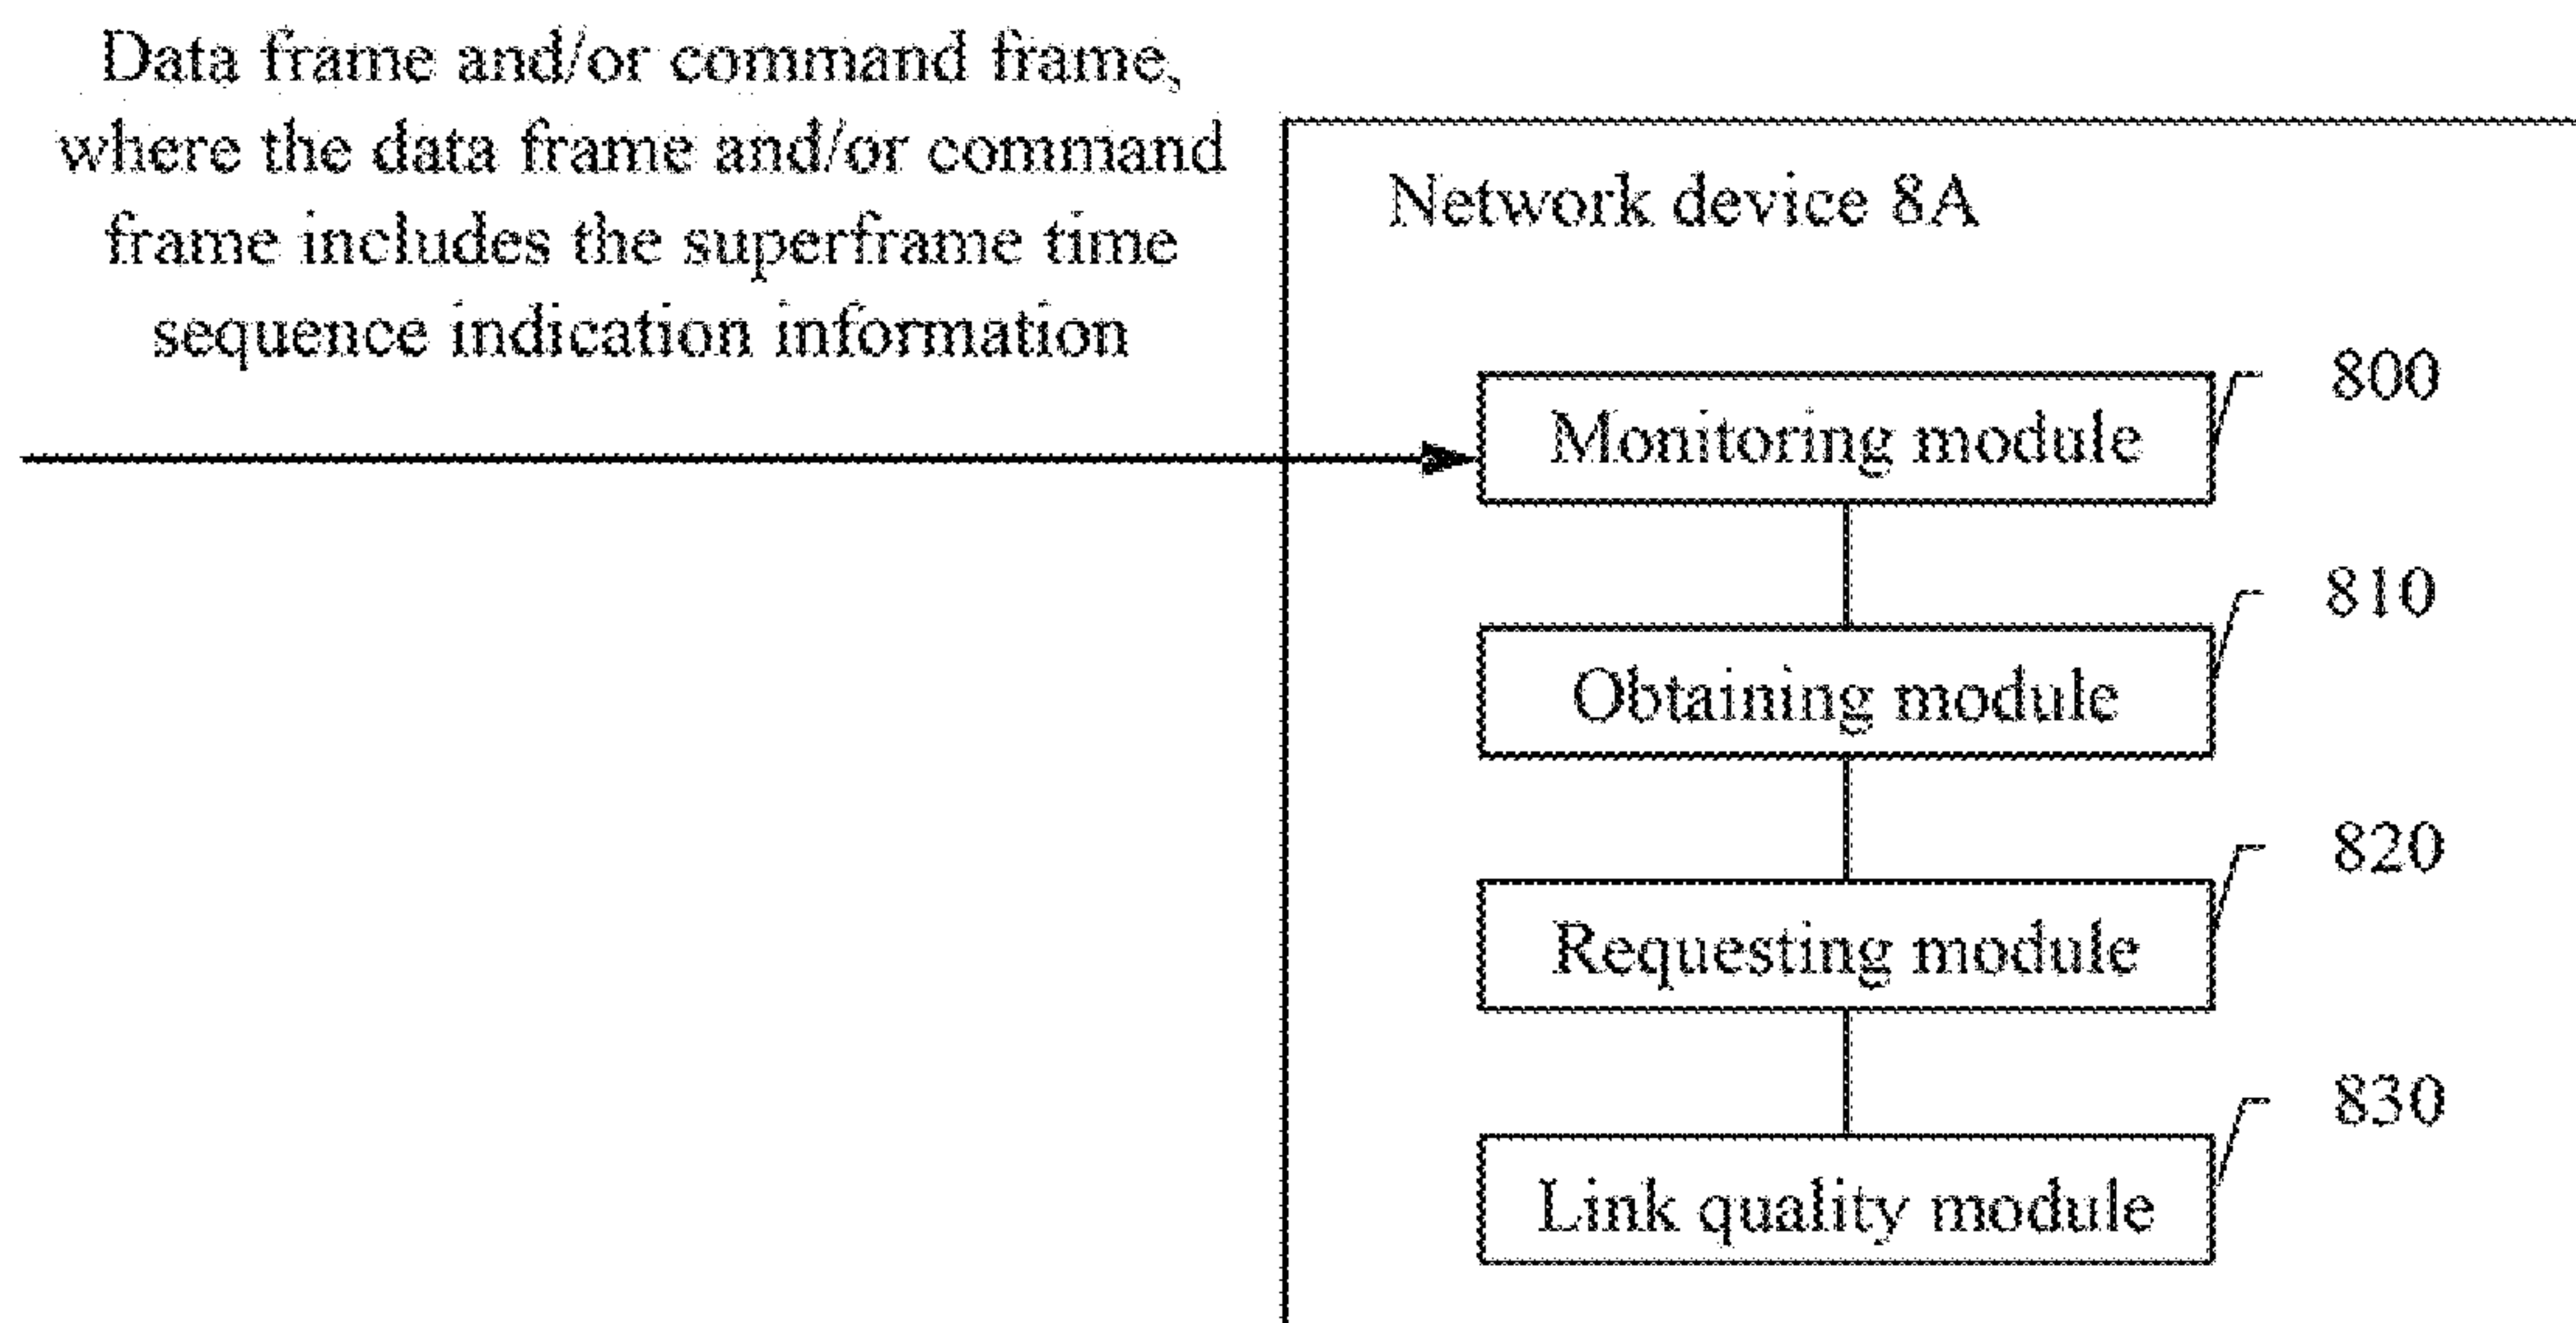 Data frame and/or command frame,
where the data frame and/or command
frame includes the superframe time
sequence indication information
Network device 8A
800
Monitoring module
810
Obtaining module
820
Requesting module
830
Link quality module